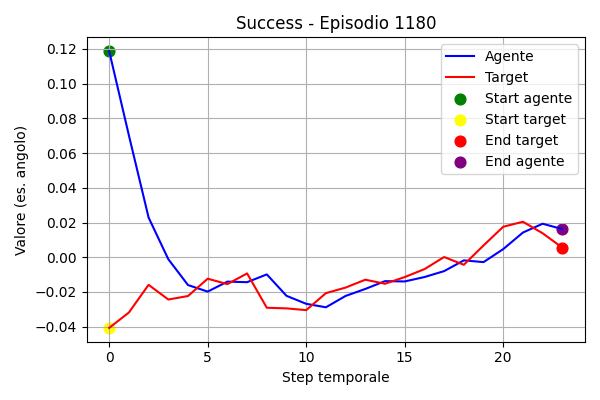 Success - Episodio 1180
Valore (es. angolo)
0.12
0.10
0.08
0.06
0.04
0.02
0.00
−0.02
−0.04
Agente
Target
Start agente
Start target
End target
End agente
0 5 10 15 20
Step temporale